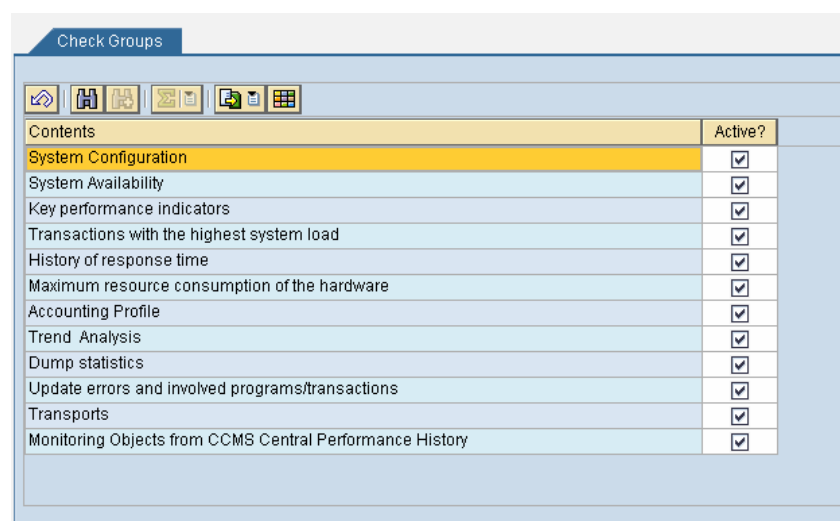 Check Groups
Contents Active?
System Configuration
System Availability
Key performance indicators
Transactions with the highest system load
History of response time
Maximum resource consumption of the hardware
Accounting Profile
Trend Analysis
Dump statistics
Update errors and involved programs/transactions
Transports
Monitoring Objects from CCMS Central Performance History